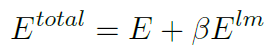 E^{total} = E + βE^{lm}